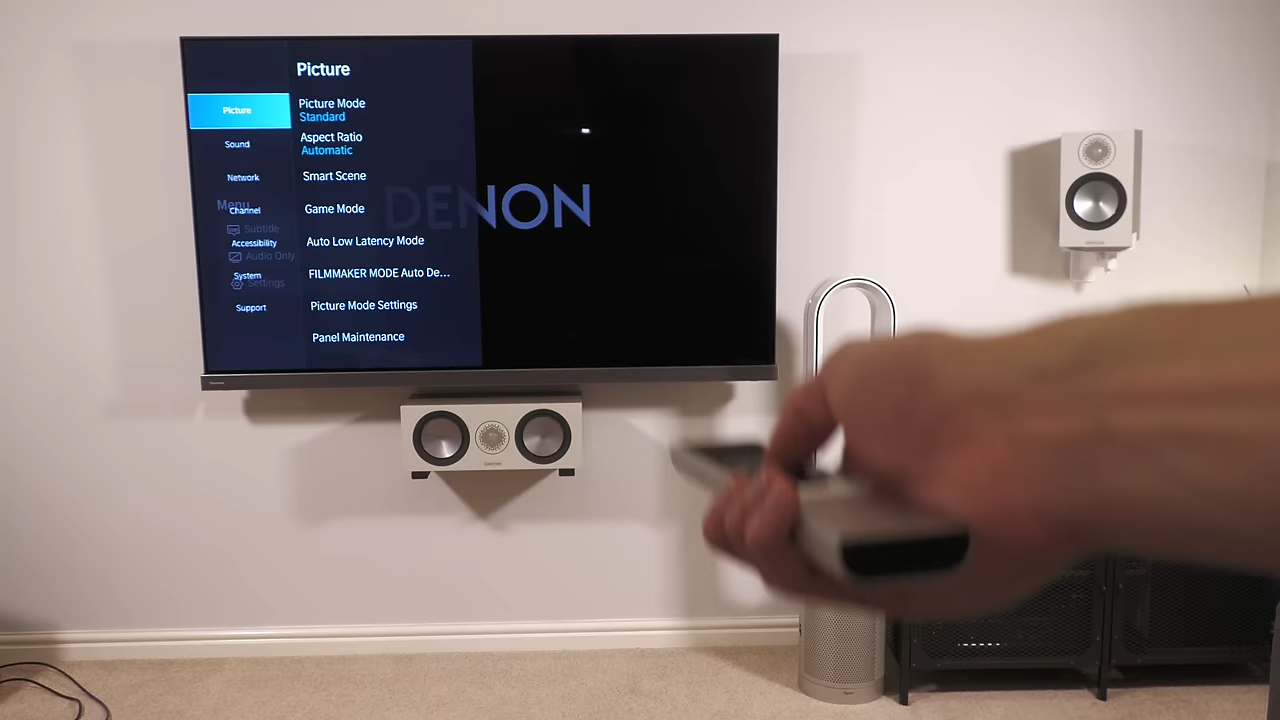 Picture
Picture
Sound
Network
Menu
Channel
Subtitle
Accessibility
Audio Only
System
Settings
Support
Picture Mode
Standard
Aspect Ratio
Automatic
Smart Scene
Game Mode
Auto Low Latency Mode
FILMMAKER MODE Auto De...
Picture Mode Settings
Panel Maintenance
DENON